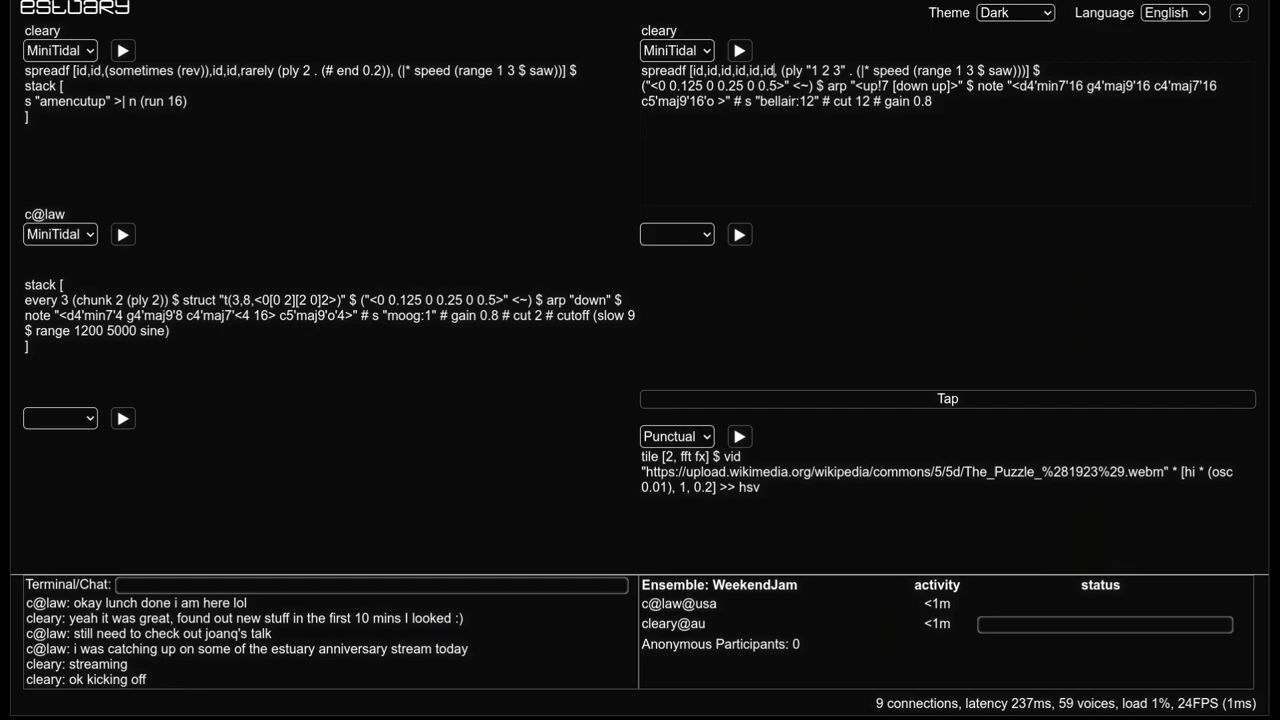 estuary
Theme Dark Language English ?
cleary
MiniTidal
spreadf [id,id,(sometimes (rev)),id,id,rarely (ply 2 . (# end 0.2)), (|* speed (range 1 3 $ saw))] $
stack [
s "amencutup" >| n (run 16)
]
cleary
MiniTidal
spreadf [id,id,id,id,id,id, (ply "1 2 3" . (|* speed (range 1 3 $ saw)))] $
("<0 0.125 0 0.25 0 0.5>" <~) $ arp "<up!7 [down up]>" $ note "<d4'min7'16 g4'maj9'16 c4'maj7'16
c5'maj9'16'o >" # s "bellair:12" # cut 12 # gain 0.8
c@law
MiniTidal
stack [
every 3 (chunk 2 (ply 2)) $ struct "t(3,8,<0[0 2][2 0]2>)" $ ("<0 0.125 0 0.25 0 0.5>" <~) $ arp "down" $
note "<d4'min7'4 g4'maj9'8 c4'maj7'<4 16> c5'maj9'o'4>" # s "moog:1" # gain 0.8 # cut 2 # cutoff (slow 9
$ range 1200 5000 sine)
]
Tap
Punctual
tile [2, fft fx] $ vid
"https://upload.wikimedia.org/wikipedia/commons/5/5d/The_Puzzle_%281923%29.webm" * [hi * (osc
0.01), 1, 0.2] >> hsv
Terminal/Chat:
c@law: okay lunch done i am here lol
cleary: yeah it was great, found out new stuff in the first 10 mins I looked :)
c@law: still need to check out joanq's talk
c@law: i was catching up on some of the estuary anniversary stream today
cleary: streaming
cleary: ok kicking off
Ensemble: WeekendJam activity status
c@law@usa <1m
cleary@au <1m
Anonymous Participants: 0
9 connections, latency 237ms, 59 voices, load 1%, 24FPS (1ms)